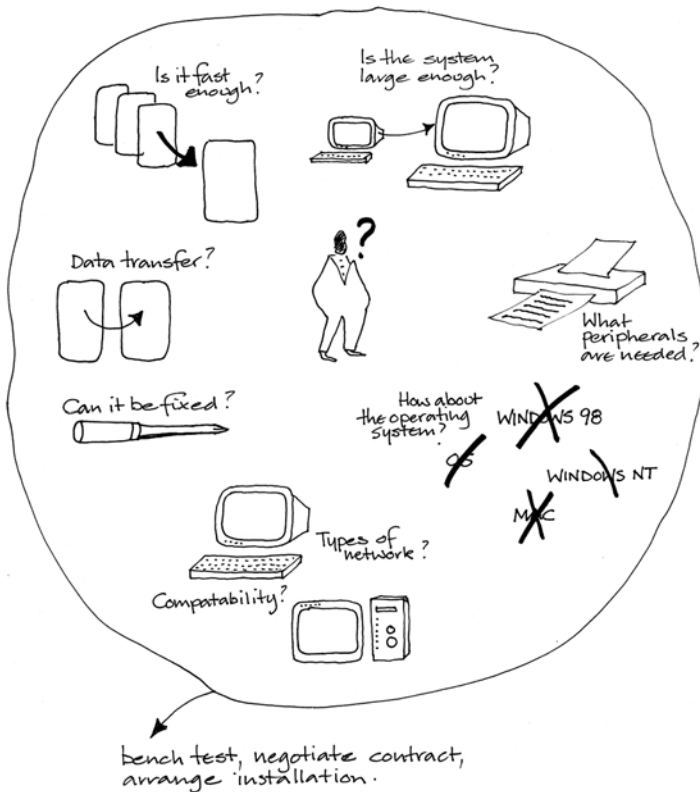 Is it fast
enough?
Is the system
large enough?
?
Data transfer?
What
peripherals
are needed?
Can it be fixed?
How about
the operating
system?
WINDOWS 98
OS
WINDOWS NT
MAC
Types of
network?
Compatability?
bench test, negotiate contract,
arrange installation.